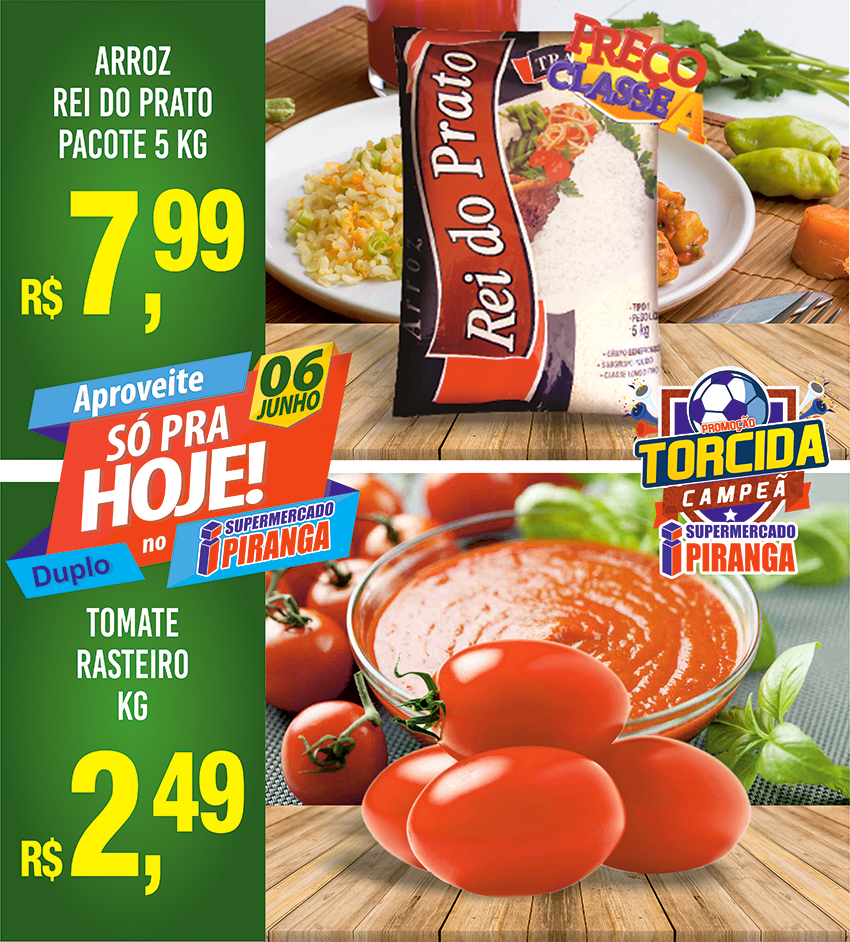 ARROZ
REI DO PRATO
PACOTE 5 KG
R$ 7,99
PREÇO
CLASSE A
Rei do Prato
Arroz
5 kg
Aproveite
06
JUNHO
SÓ PRA
HOJE!
no
SUPERMERCADO
IPIRANGA
Duplo
PROMOÇÃO
TORCIDA
CAMPEÃ
SUPERMERCADO
IPIRANGA
TOMATE
RASTEIRO
KG
R$ 2,49